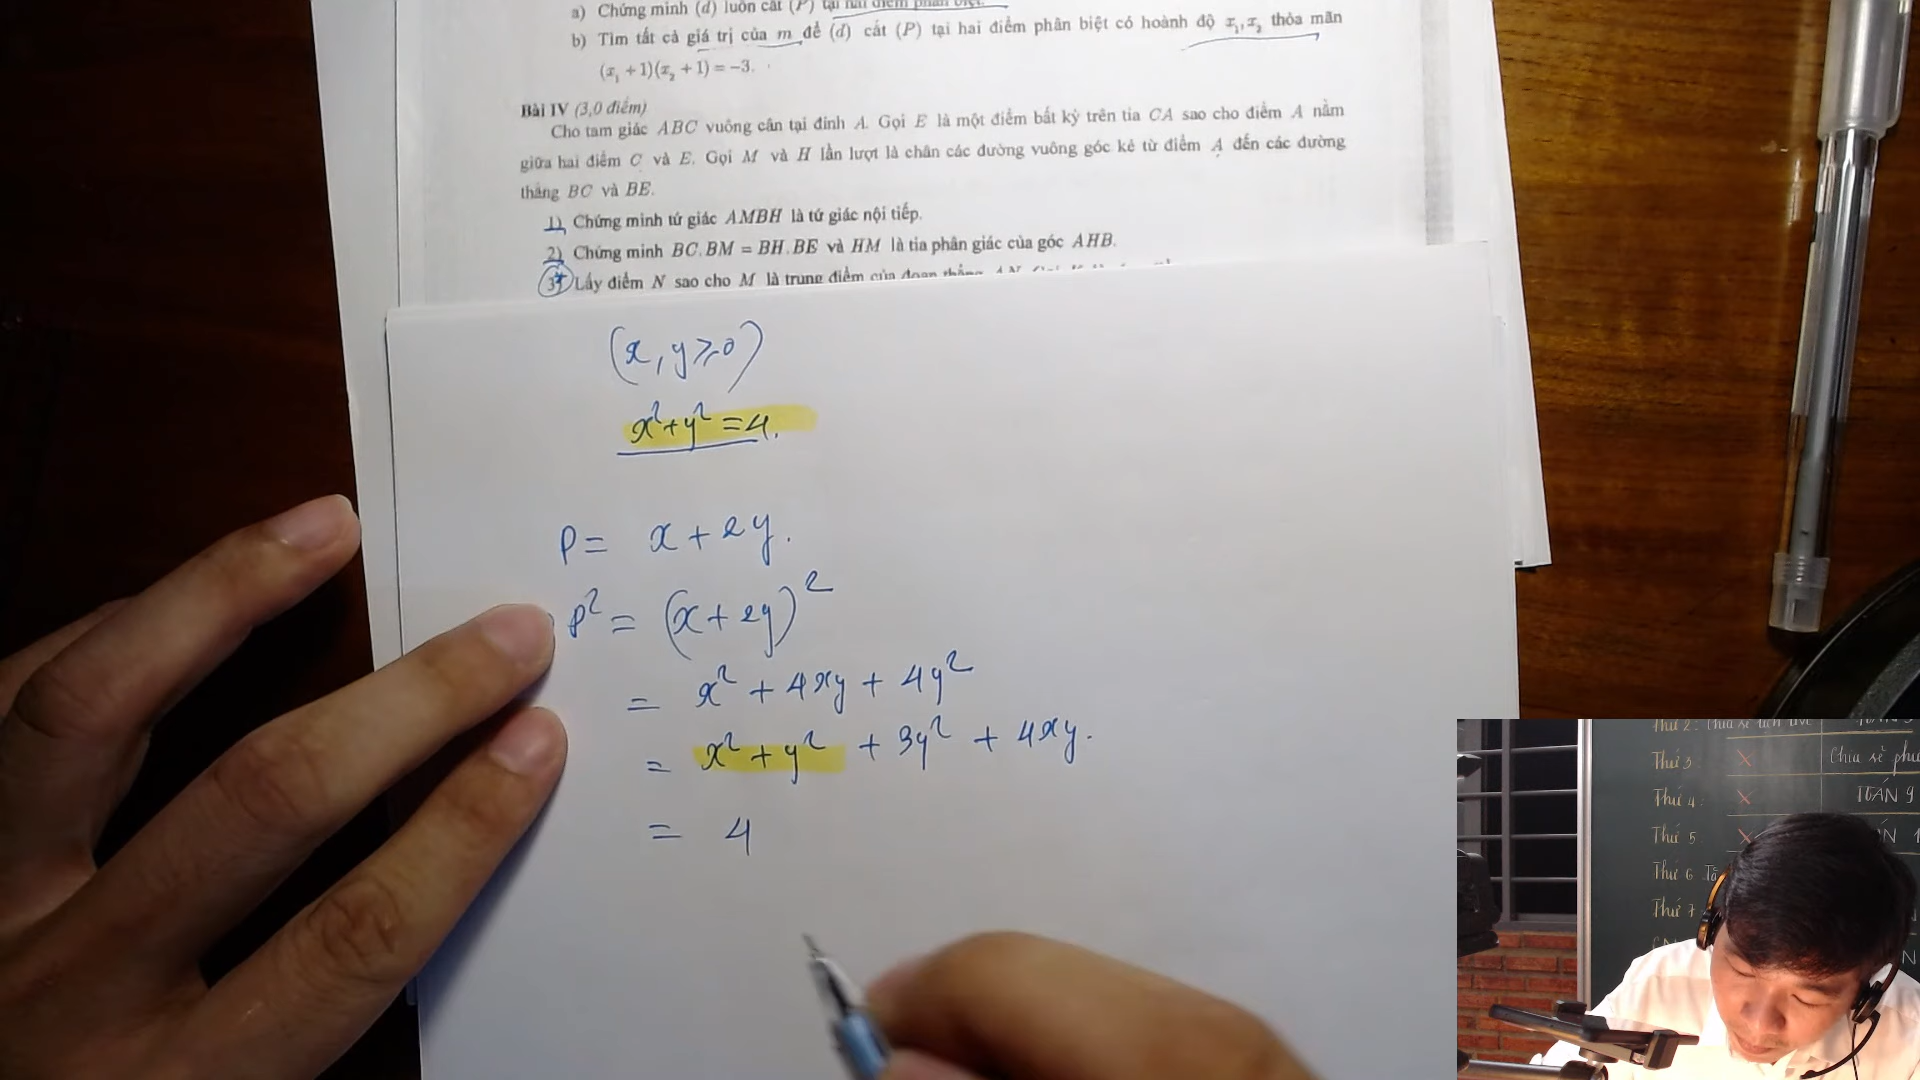 a) Chứng minh (d) luôn cắt (P) tại hai điểm phân biệt.
b) Tìm tất cả giá trị của m để (d) cắt (P) tại hai điểm phân biệt có hoành độ x₁, x₂ thỏa mãn
(x₁ + 1)(x₂ + 1) = −3.
Bài IV (3,0 điểm)
Cho tam giác ABC vuông cân tại đỉnh A. Gọi E là một điểm bất kỳ trên tia CA sao cho điểm A nằm
giữa hai điểm C và E. Gọi M và H lần lượt là chân các đường vuông góc kẻ từ điểm A đến các đường
thẳng BC và BE.
1) Chứng minh tứ giác AMBH là tứ giác nội tiếp.
2) Chứng minh BC.BM = BH.BE và HM là tia phân giác của góc AHB.
3) Lấy điểm N sao cho M là trung điểm của đoạn thẳng AN
(x, y ⩾ 0)
x² + y² = 4.
P = x + 2y.
P² = (x + 2y)²
= x² + 4xy + 4y²
= x² + y² + 3y² + 4xy.
= 4
Thứ 3 X Chia sẻ
Thứ 4 : X TOÁN 9
Thứ 5 X
Thứ 6
Thứ 7